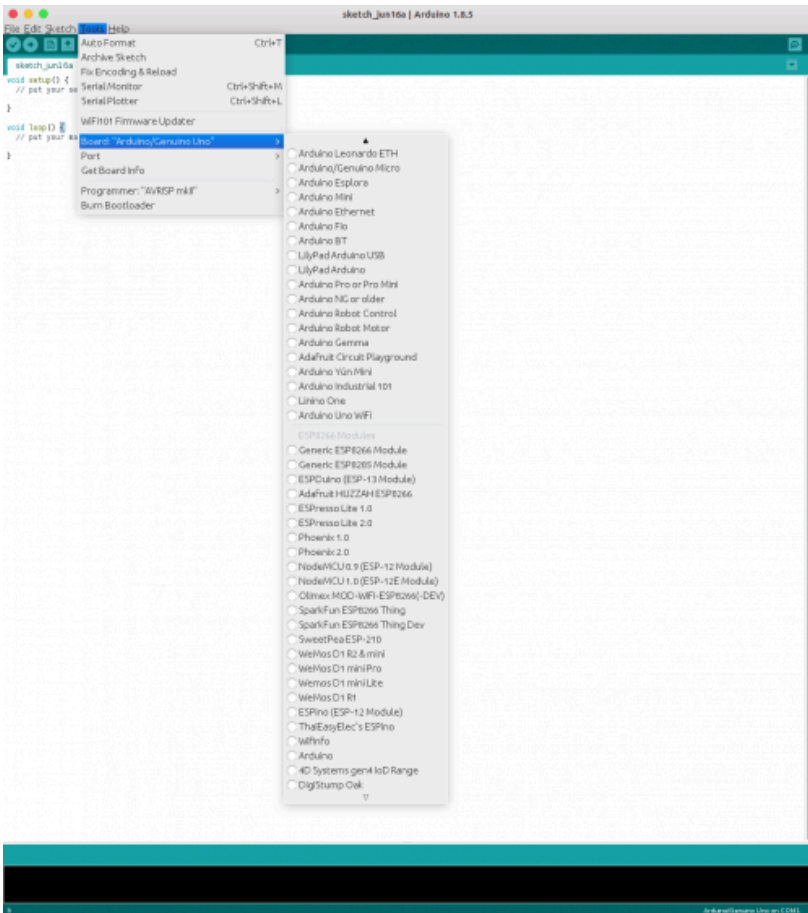 sketch_jun16a | Arduino 1.8.5
File Edit Sketch Tools Help
sketch_jun16a
void setup() {
// put your se
}
void loop() {
// put your ma
}
Auto Format Ctrl+T
Archive Sketch
Fix Encoding & Reload
Serial Monitor Ctrl+Shift+M
Serial Plotter Ctrl+Shift+L
WiFi101 Firmware Updater
Board: "Arduino/Genuino Uno"
Port
Get Board Info
Programmer: "AVRISP mkII"
Burn Bootloader
Arduino Leonardo ETH
Arduino/Genuino Micro
Arduino Esplora
Arduino Mini
Arduino Ethernet
Arduino Fio
Arduino BT
LilyPad Arduino USB
LilyPad Arduino
Arduino Pro or Pro Mini
Arduino NG or older
Arduino Robot Control
Arduino Robot Motor
Arduino Gemma
Adafruit Circuit Playground
Arduino Yún Mini
Arduino Industrial 101
Linino One
Arduino Uno WiFi
ESP8266 Modules
Generic ESP8266 Module
Generic ESP8285 Module
ESPDuino (ESP-13 Module)
Adafruit HUZZAH ESP8266
ESPresso Lite 1.0
ESPresso Lite 2.0
Phoenix 1.0
Phoenix 2.0
NodeMCU 0.9 (ESP-12 Module)
NodeMCU 1.0 (ESP-12E Module)
Olimex MOD-WIFI-ESP8266(-DEV)
SparkFun ESP8266 Thing
SparkFun ESP8266 Thing Dev
SweetPea ESP-210
WeMos D1 R2 & mini
WeMos D1 mini Pro
Wemos D1 mini Lite
WeMos D1 R1
ESPino (ESP-12 Module)
ThaiEasyElec's ESPino
WifInfo
Arduino
4D Systems gen4 IoD Range
DigiStump Oak
9
Arduino/Genuino Uno on COM1